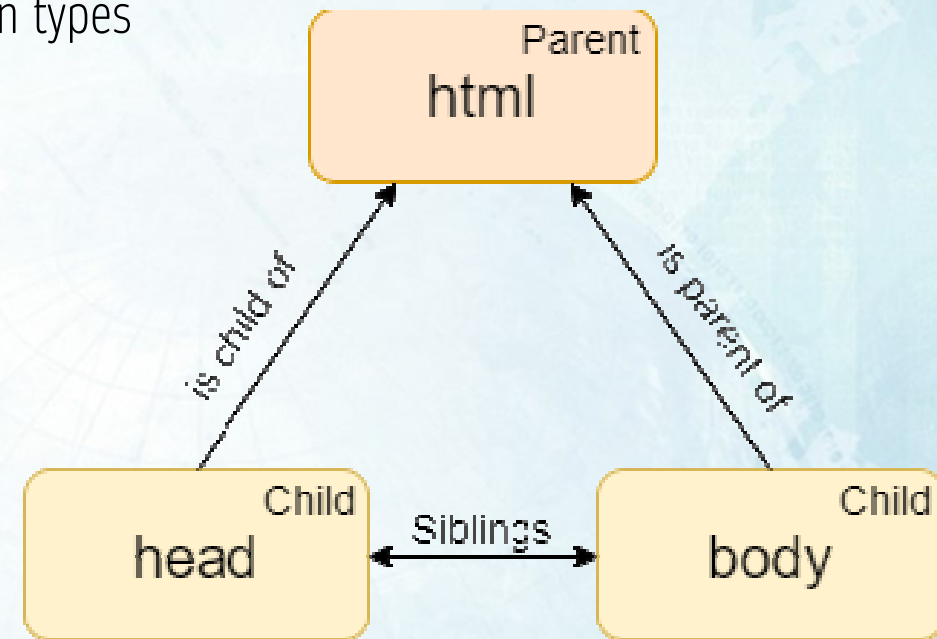 n types
Parent
html
is child of
is parent of
Child
head
Siblings
Child
body